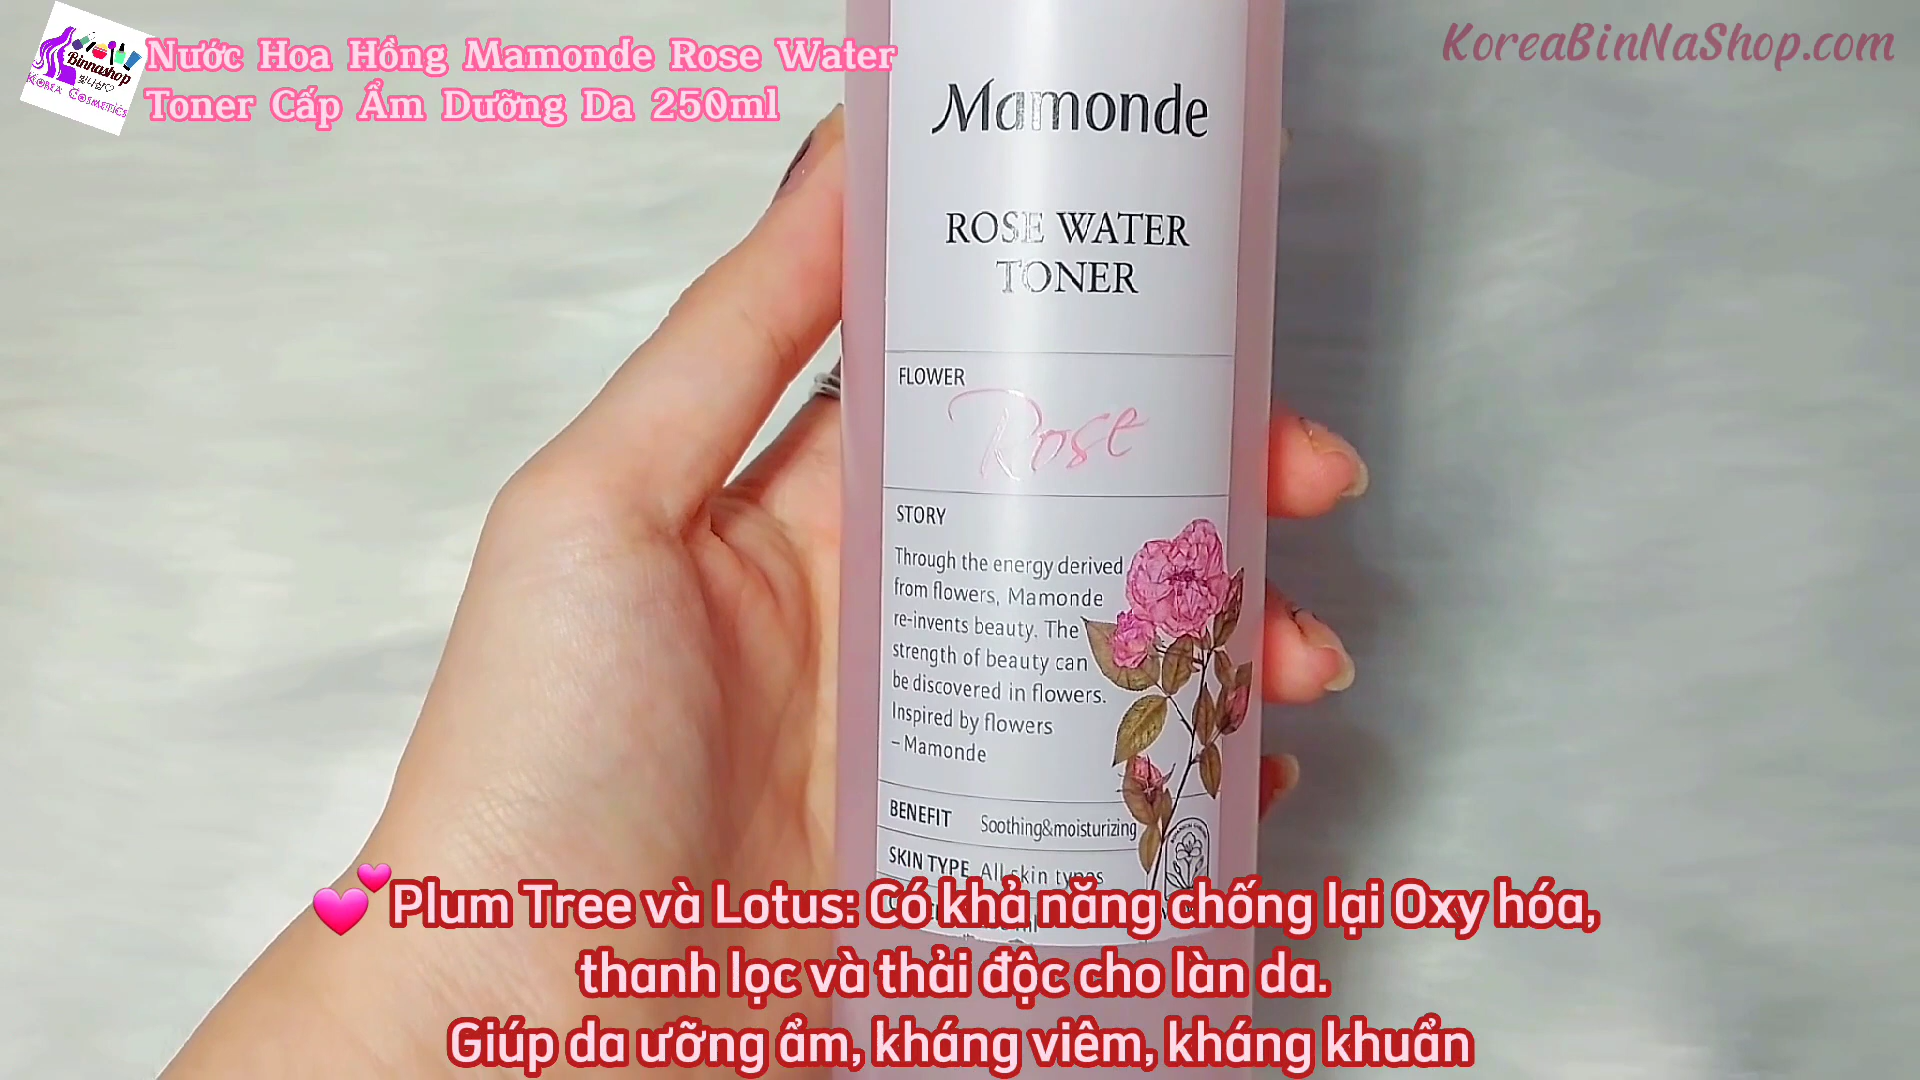 Binnashop
빛나샵♡
Korea Cosmetics
Nước Hoa Hồng Mamonde Rose Water
Toner Cấp Ẩm Dưỡng Da 250ml
KoreaBinNaShop.com
Mamonde
ROSE WATER
TONER
FLOWER
Rose
STORY
Through the energy derived
from flowers, Mamonde
re-invents beauty. The
strength of beauty can
be discovered in flowers.
Inspired by flowers
– Mamonde
BENEFIT Soothing&moisturizing
SKIN TYPE All skin types
💕Plum Tree và Lotus: Có khả năng chống lại Oxy hóa,
thanh lọc và thải độc cho làn da.
Giúp da ưỡng ẩm, kháng viêm, kháng khuẩn